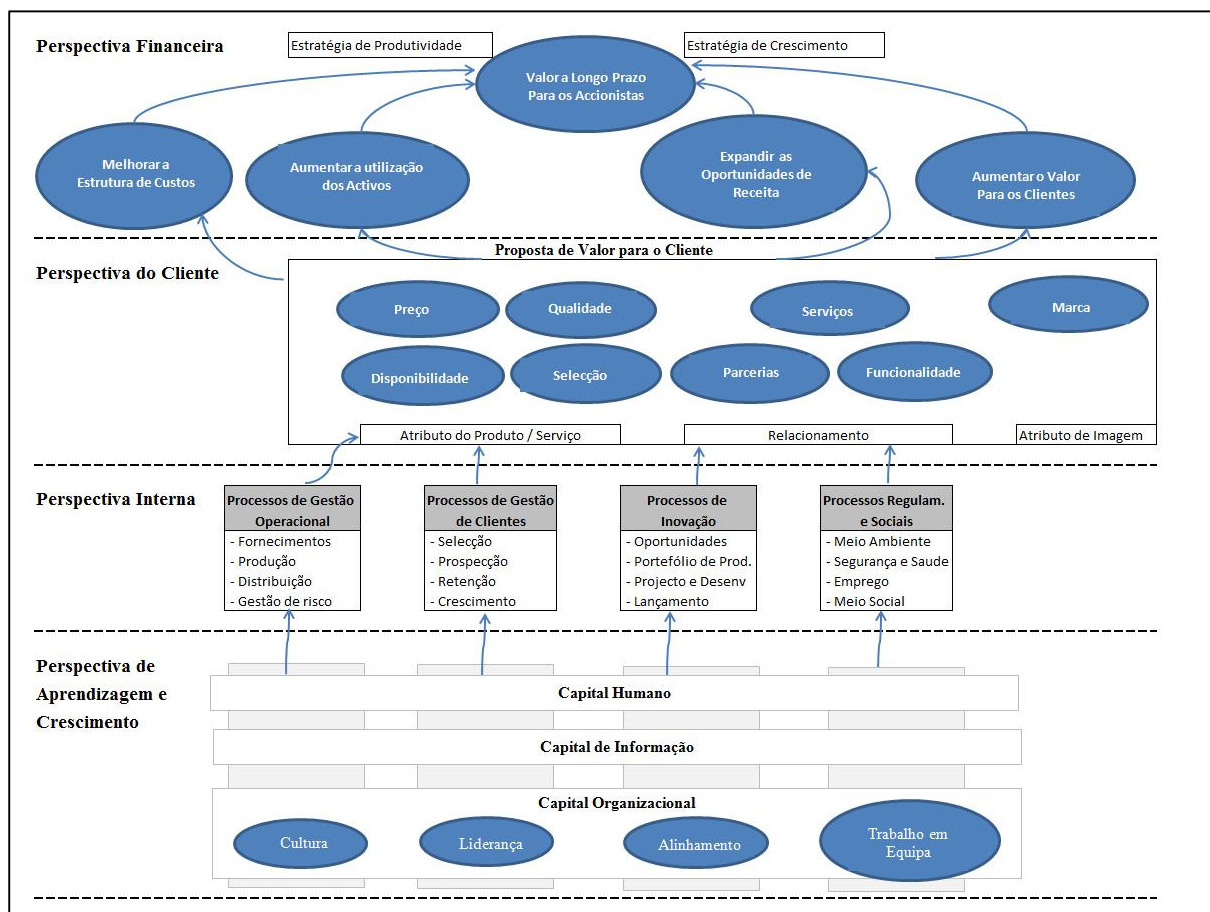 Perspectiva Financeira
Estratégia de Produtividade
Estratégia de Crescimento
Valor a Longo Prazo
Para os Accionistas
Melhorar a
Estrutura de Custos
Aumentar a utilização
dos Activos
Expandir as
Oportunidades de
Receita
Aumentar o Valor
Para os Clientes
Proposta de Valor para o Cliente
Perspectiva do Cliente
Preço
Qualidade
Serviços
Marca
Disponibilidade
Selecção
Parcerias
Funcionalidade
Atributo do Produto / Serviço
Relacionamento
Atributo de Imagem
Perspectiva Interna
Processos de Gestão
Operacional
- Fornecimentos
- Produção
- Distribuição
- Gestão de risco
Processos de Gestão
de Clientes
- Selecção
- Prospecção
- Retenção
- Crescimento
Processos de
Inovação
- Oportunidades
- Portefólio de Prod.
- Projecto e Desenv
- Lançamento
Processos Regulam.
e Sociais
- Meio Ambiente
- Segurança e Saude
- Emprego
- Meio Social
Perspectiva de
Aprendizagem e
Crescimento
Capital Humano
Capital de Informação
Capital Organizacional
Cultura
Liderança
Alinhamento
Trabalho em
Equipa